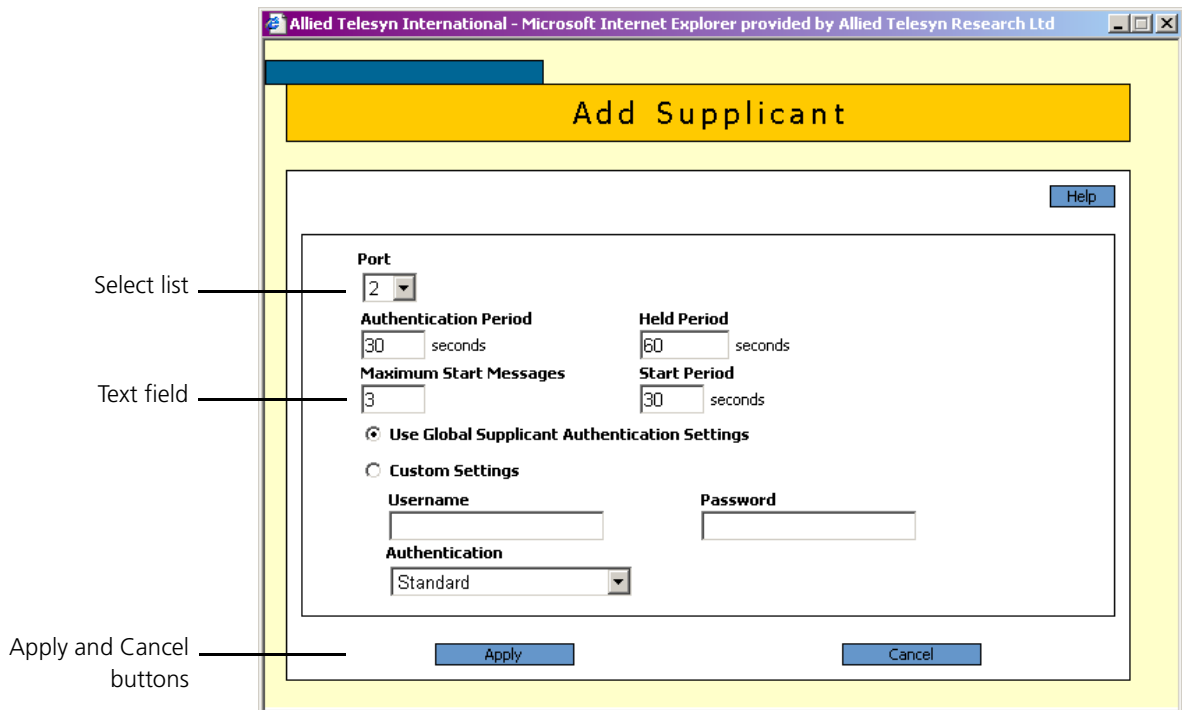 Allied Telesyn International - Microsoft Internet Explorer provided by Allied Telesyn Research Ltd
Add Supplicant
Help
Port
Select list
2
Authentication Period Held Period
30 seconds 60 seconds
Maximum Start Messages Start Period
Text field
3 30 seconds
Use Global Supplicant Authentication Settings
Custom Settings
Username Password
Authentication
Standard
Apply and Cancel
buttons
Apply Cancel